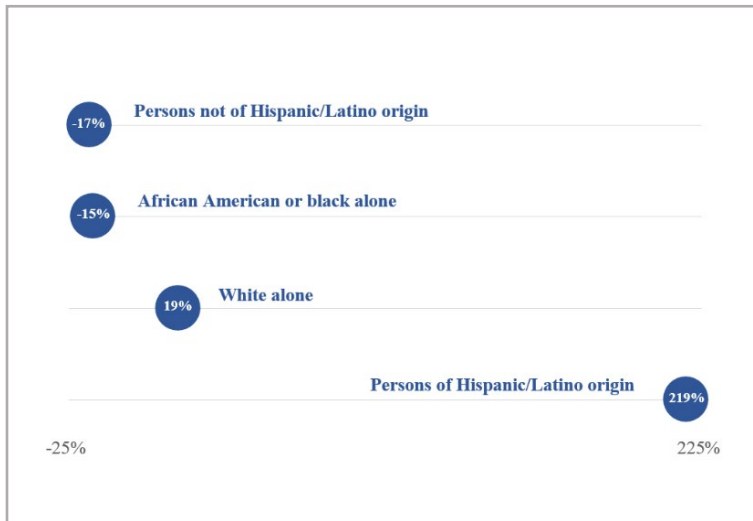 -17% Persons not of Hispanic/Latino origin
-15% African American or black alone
19% White alone
Persons of Hispanic/Latino origin 219%
-25% 225%